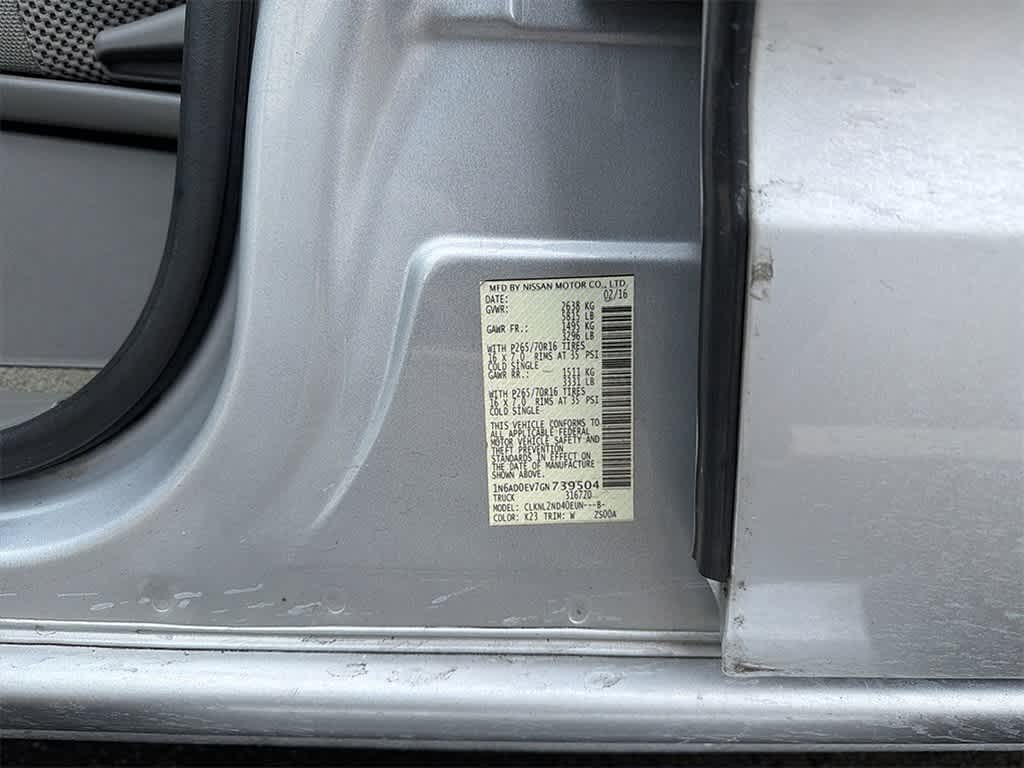 MFD BY NISSAN MOTOR CO., LTD.
DATE: 02/16
GVWR: 2638 KG
5815 LB
GAWR FR.: 1495 KG
3296 LB
WITH P265/70R16 TIRES
16 X 7.0 RIMS AT 35 PSI
COLD SINGLE
GAWR RR.: 1511 KG
3331 LB
WITH P265/70R16 TIRES
16 X 7.0 RIMS AT 35 PSI
COLD SINGLE
THIS VEHICLE CONFORMS TO
ALL APPLICABLE FEDERAL
MOTOR VEHICLE SAFETY AND
THEFT PREVENTION
STANDARDS IN EFFECT ON
THE DATE OF MANUFACTURE
SHOWN ABOVE.
1N6AD0EV7GN739504
TRUCK 316720
MODEL: CLKNL2ND40EUN---B-
COLOR: K23 TRIM: W ZS00A